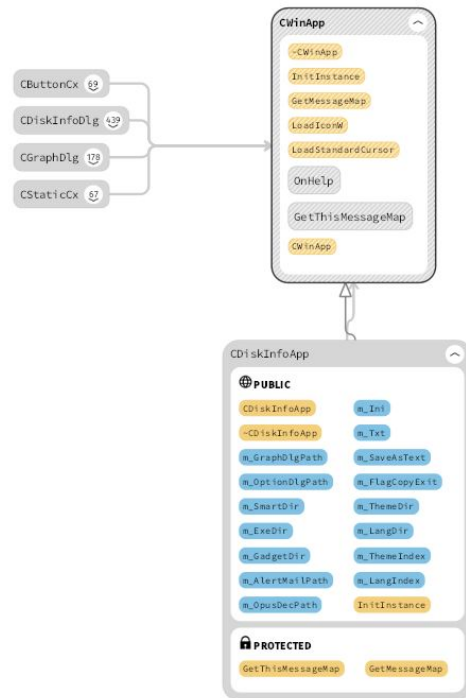 CWinApp
~CWinApp
InitInstance
GetMessageMap
LoadIconW
LoadStandardCursor
OnHelp
GetThisMessageMap
CWinApp
CButtonCx 69
CDiskInfoDlg 439
CGraphDlg 178
CStaticCx 67
CDiskInfoApp
PUBLIC
CDiskInfoApp m_Ini
~CDiskInfoApp m_Txt
m_GraphDlgPath m_SaveAsText
m_OptionDlgPath m_FlagCopyExit
m_SmartDir m_ThemeDir
m_ExeDir m_LangDir
m_GadgetDir m_ThemeIndex
m_AlertMailPath m_LangIndex
m_OpusDecPath InitInstance
PROTECTED
GetThisMessageMap GetMessageMap